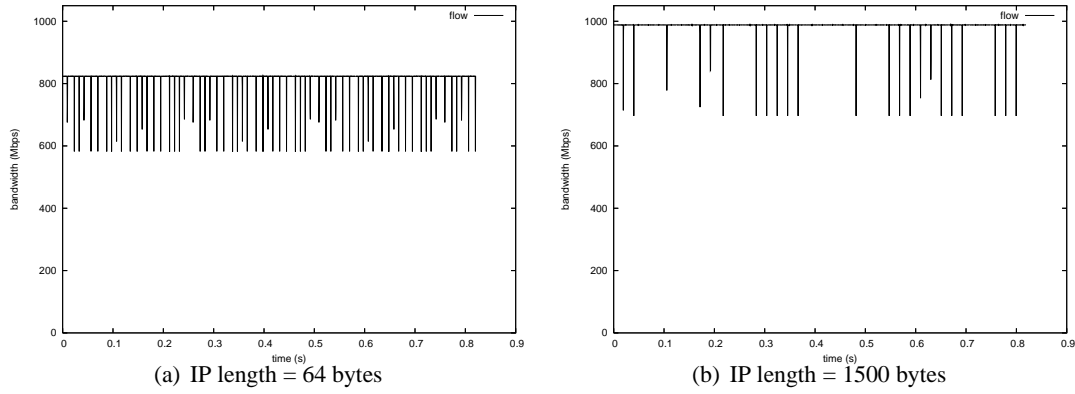 1000
800
600
400
200
0
bandwidth (Mbps)
0 0.1 0.2 0.3 0.4 0.5 0.6 0.7 0.8 0.9
time (s)
flow
(a) IP length = 64 bytes
1000
800
600
400
200
0
bandwidth (Mbps)
0 0.1 0.2 0.3 0.4 0.5 0.6 0.7 0.8 0.9
time (s)
flow
(b) IP length = 1500 bytes